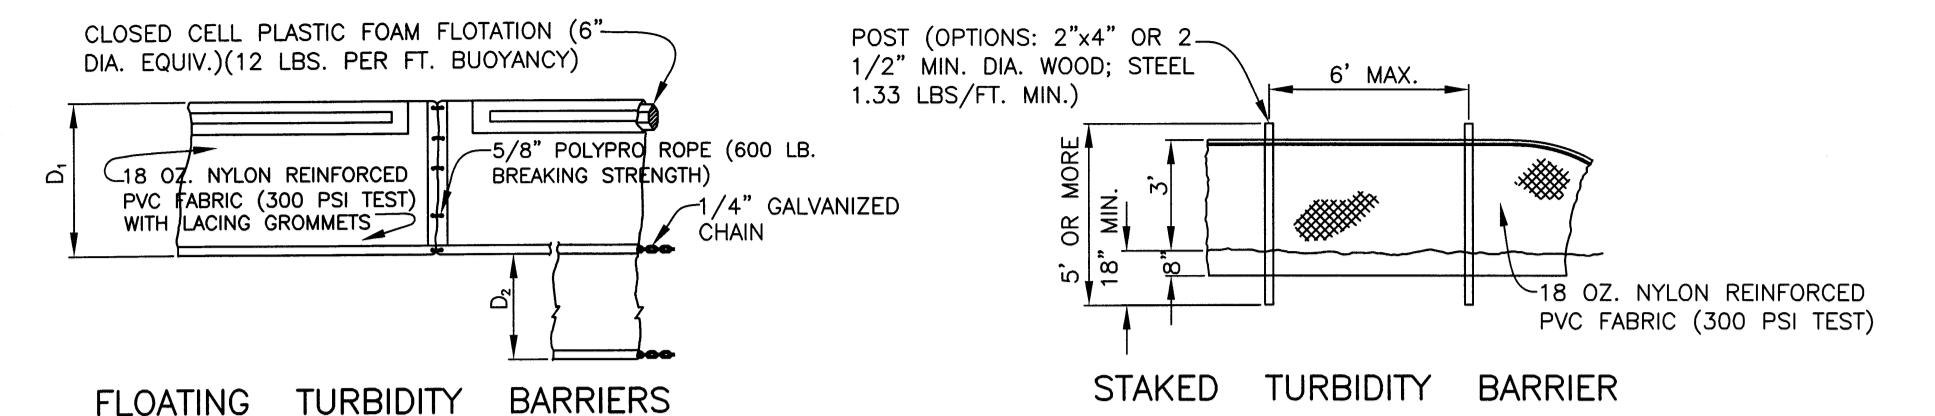 CLOSED CELL PLASTIC FOAM FLOTATION (6"
DIA. EQUIV.)(12 LBS. PER FT. BUOYANCY)
D1
18 OZ. NYLON REINFORCED
PVC FABRIC (300 PSI TEST)
WITH LACING GROMMETS
5/8" POLYPRO ROPE (600 LB.
BREAKING STRENGTH)
1/4" GALVANIZED
CHAIN
D2
FLOATING TURBIDITY BARRIERS
POST (OPTIONS: 2"x4" OR 2
1/2" MIN. DIA. WOOD; STEEL
1.33 LBS/FT. MIN.)
6' MAX.
5' OR MORE
18" MIN.
3'
8"
18 OZ. NYLON REINFORCED
PVC FABRIC (300 PSI TEST)
STAKED TURBIDITY BARRIER